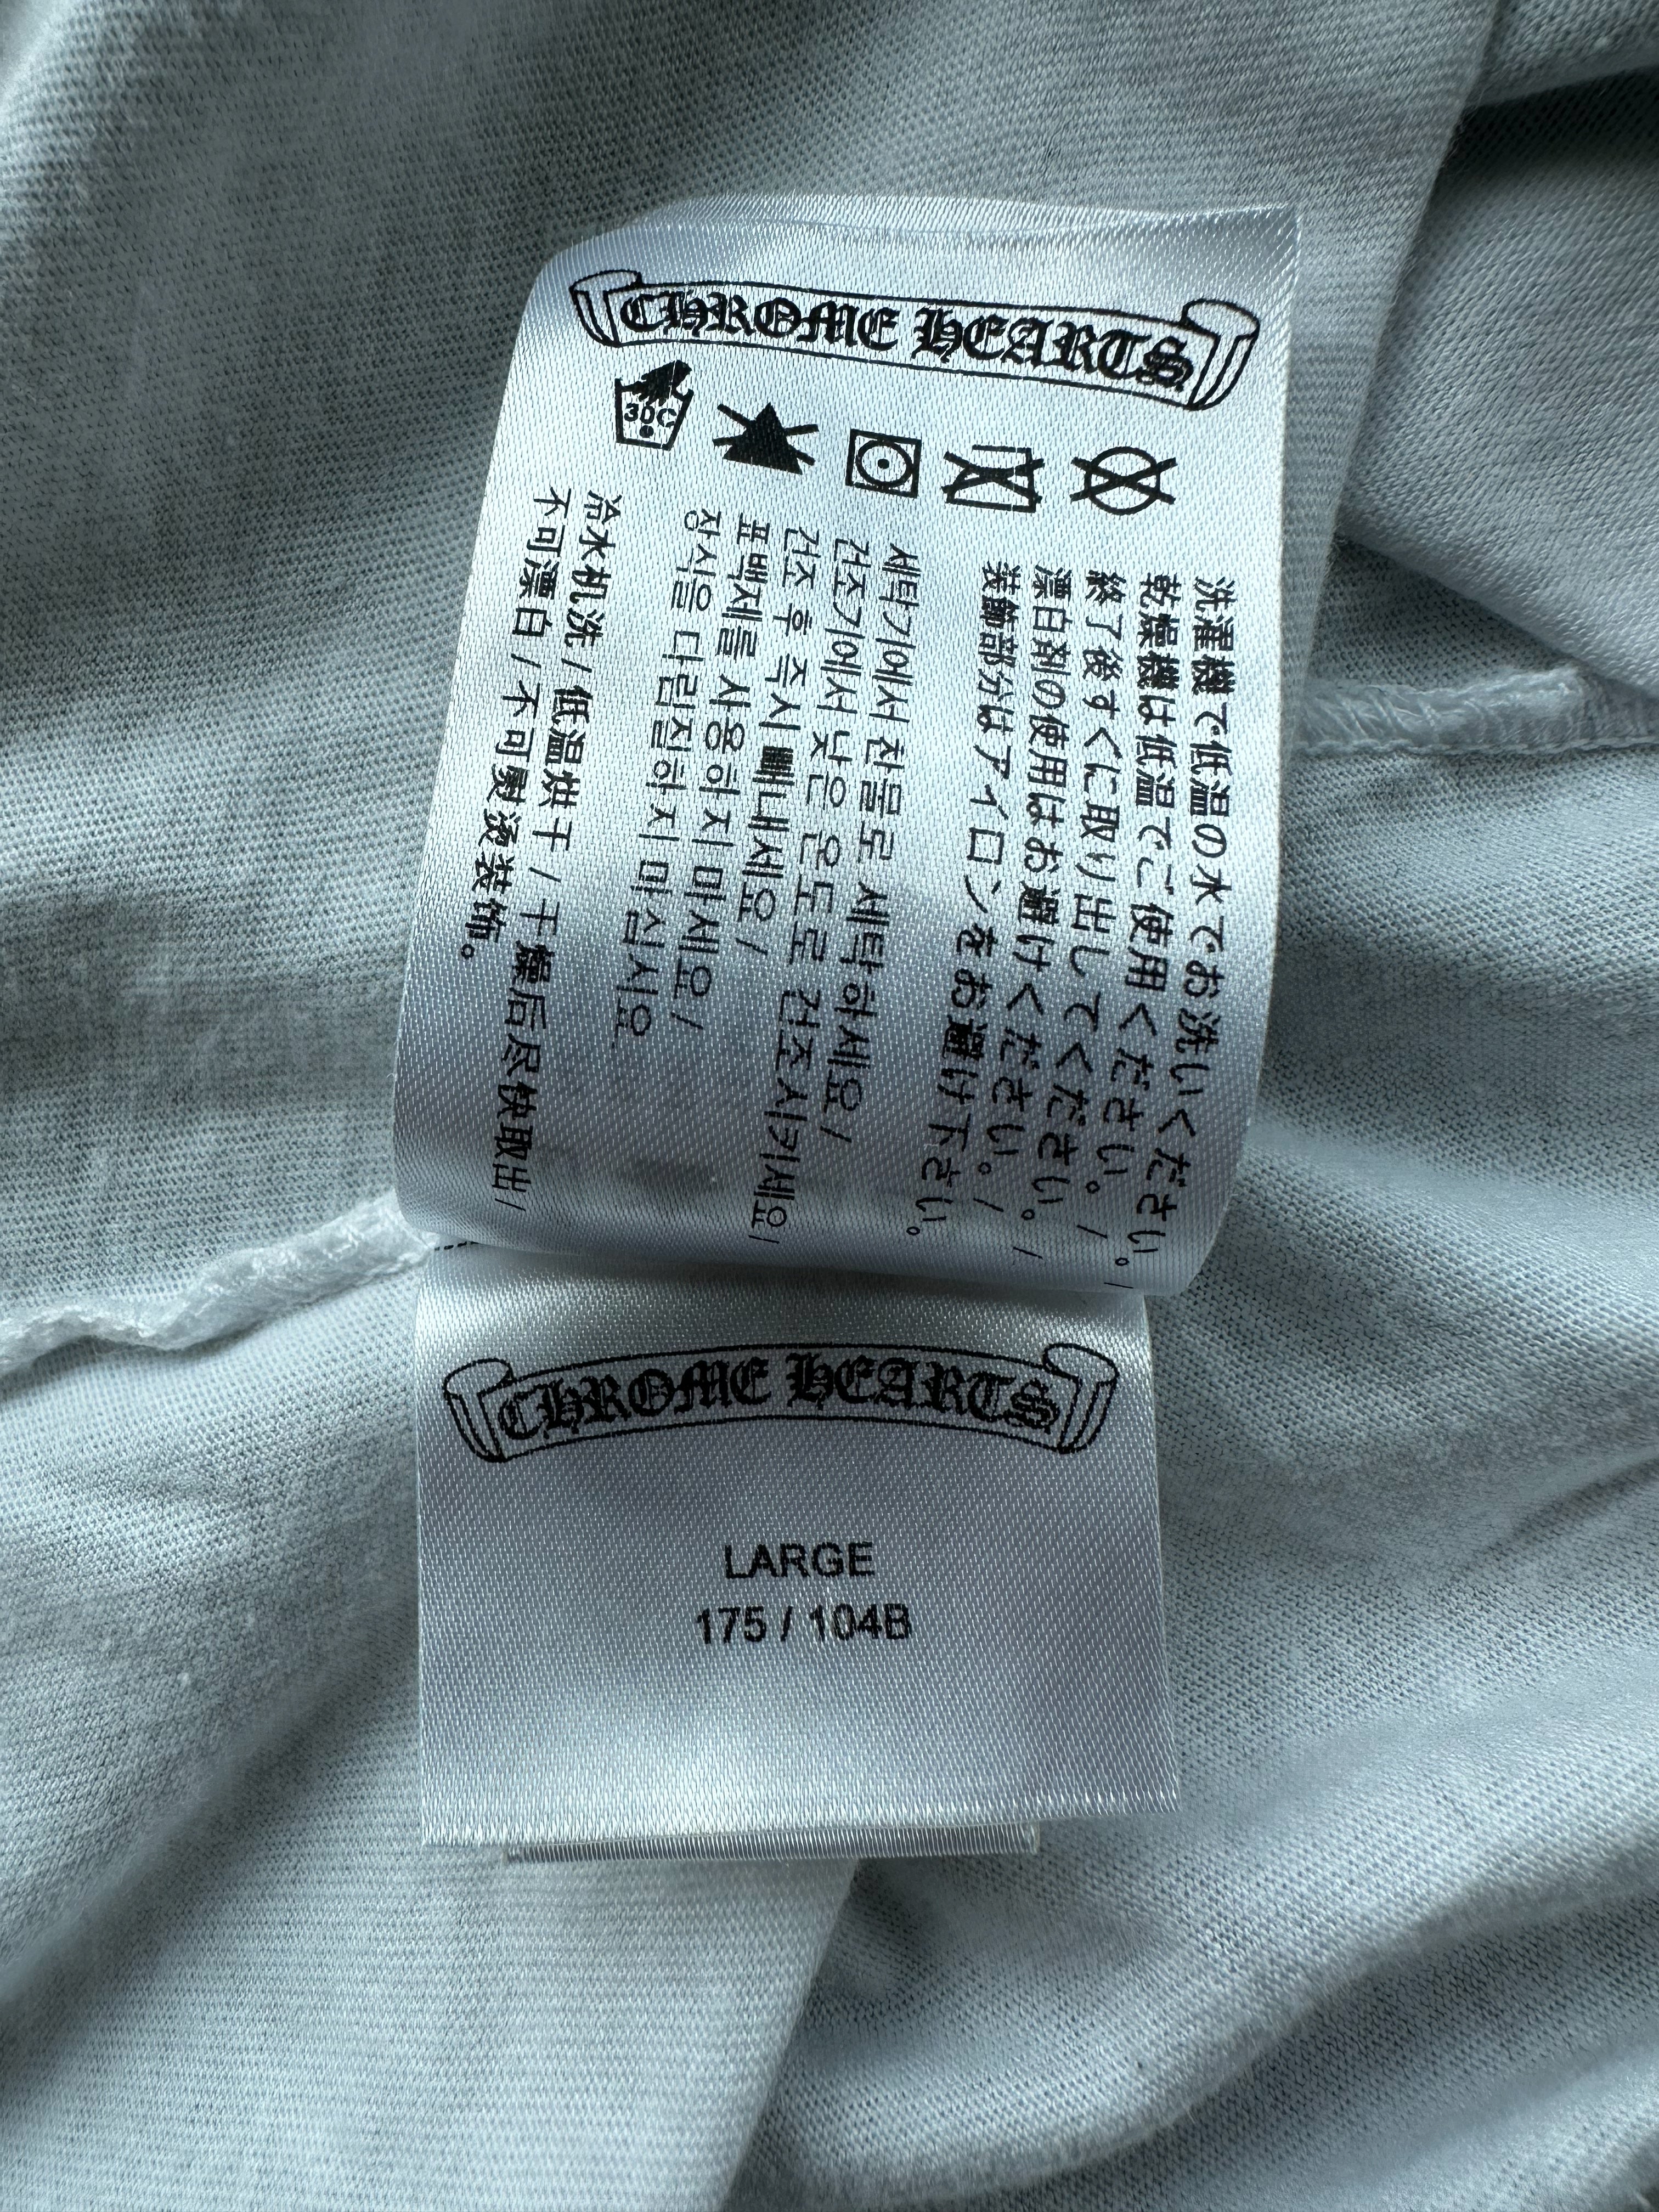 CHROME HEARTS
30C
洗濯機で低温の水でお洗いください。/
乾燥機は低温でご使用ください。/
終了後すぐに取り出してください。/
漂白剤の使用はお避けください。/
装飾部分はアイロンをお避け下さい。
세탁기에서 찬물로 세탁하세요/
건조기에서 낮은 온도로 건조시키세요/
건조 후 즉시 빼내세요/
표백제를 사용하지 마세요/
장식을 다림질하지 마십시요
冷水机洗/低温烘干/干燥后尽快取出/
不可漂白/不可熨烫装饰。
CHROME HEARTS
LARGE
175 / 104B